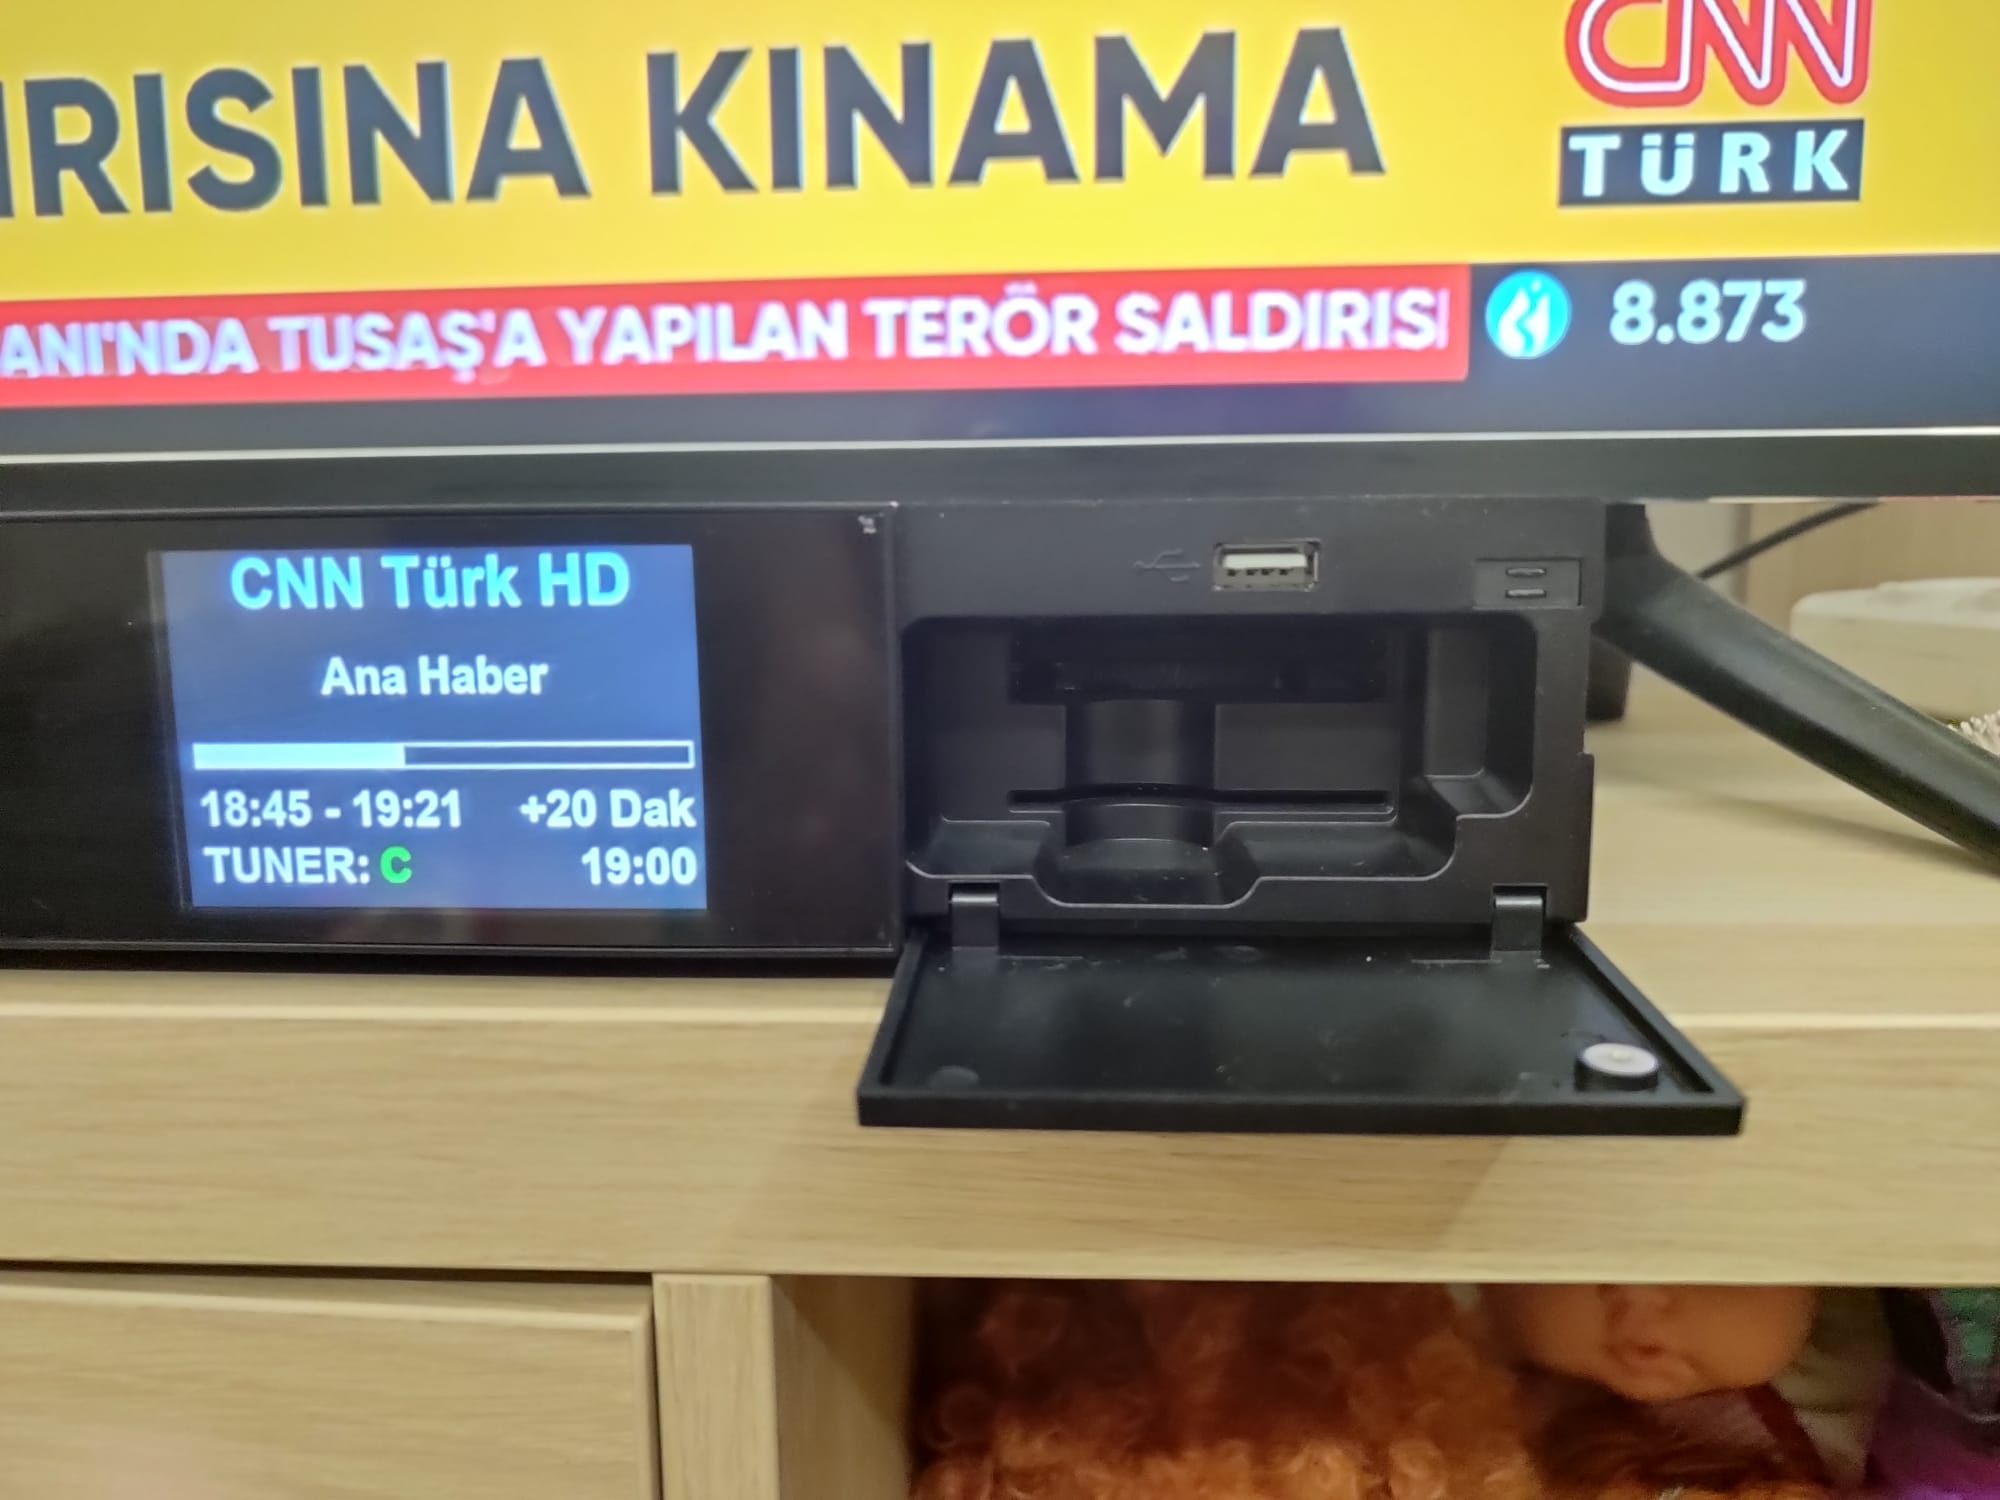 IRISINA KINAMA
CNN
TÜRK
ANI'NDA TUSAŞ'A YAPILAN TERÖR SALDIRISI
8.873
CNN Türk HD
Ana Haber
18:45 - 19:21 +20 Dak
TUNER: C 19:00